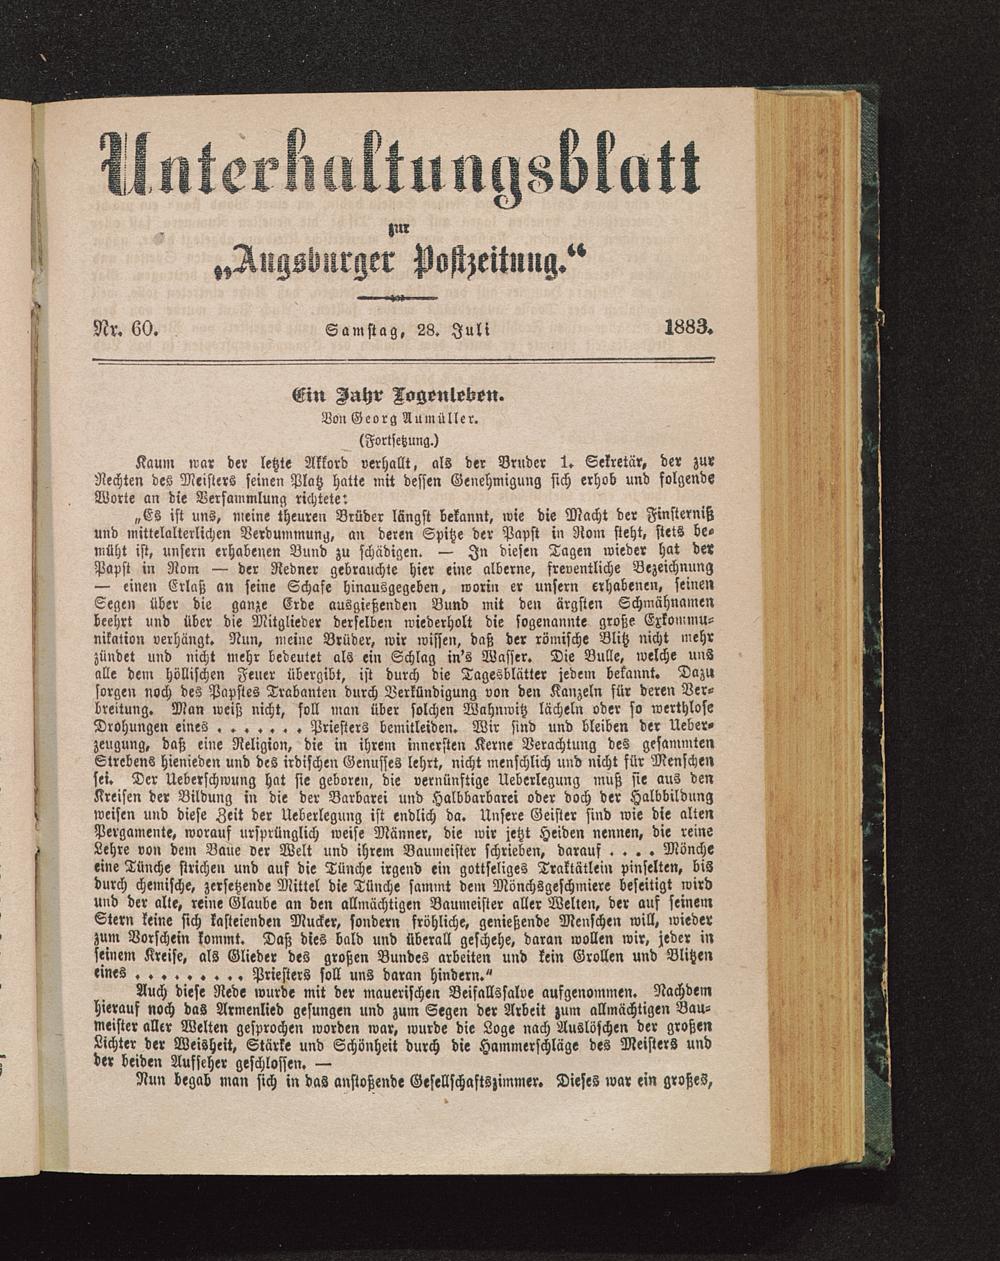 Unterhaltungsblatt
zur
„Augsburger Postzeitung.“
Nr. 60.
Samstag, 28. Juli
1883.
Ein Jahr Logenleben.
Von Georg Aumüller.
(Fortsetzung.)
Kaum war der letzte Akkord verhallt, als der Bruder 1. Sekretär, der zur
Rechten des Meisters seinen Platz hatte mit dessen Genehmigung sich erhob und folgende
Worte an die Versammlung richtete:
„Es ist uns, meine theuren Brüder längst bekannt, wie die Macht der Finsterniß
und mittelalterlichen Verdummung, an deren Spitze der Papst in Rom steht, stets be-
müht ist, unsern erhabenen Bund zu schädigen. — In diesen Tagen wieder hat der
Papst in Rom — der Redner gebrauchte hier eine alberne, freventliche Bezeichnung
— einen Erlaß an seine Schafe hinausgegeben, worin er unsern erhabenen, seinen
Segen über die ganze Erde ausgießenden Bund mit den ärgsten Schmähnamen
beehrt und über die Mitglieder derselben wiederholt die sogenannte große Exkommu-
nikation verhängt. Nun, meine Brüder, wir wissen, daß der römische Blitz nicht mehr
zündet und nicht mehr bedeutet als ein Schlag in's Wasser. Die Bulle, welche uns
alle dem höllischen Feuer übergibt, ist durch die Tagesblätter jedem bekannt. Dazu
sorgen noch des Papstes Trabanten durch Verkündigung von den Kanzeln für deren Ver-
breitung. Man weiß nicht, soll man über solchen Wahnwitz lächeln oder so werthlose
Drohungen eines . . . . . . . Priesters bemitleiden. Wir sind und bleiben der Ueber-
zeugung, daß eine Religion, die in ihrem innersten Kerne Verachtung des gesammten
Strebens hienieden und des irdischen Genusses lehrt, nicht menschlich und nicht für Menschen
sei. Der Ueberschwung hat sie geboren, die vernünftige Ueberlegung muß sie aus den
Kreisen der Bildung in die der Barbarei und Halbbarbarei oder doch der Halbbildung
weisen und diese Zeit der Ueberlegung ist endlich da. Unsere Geister sind wie die alten
Pergamente, worauf ursprünglich weise Männer, die wir jetzt Heiden nennen, die reine
Lehre von dem Baue der Welt und ihrem Baumeister schrieben, darauf . . . . Mönche
eine Tünche strichen und auf die Tünche irgend ein gottseliges Traktätlein pinselten, bis
durch chemische, zersetzende Mittel die Tünche sammt dem Mönchsgeschmiere beseitigt wird
und der alte, reine Glaube an den allmächtigen Baumeister aller Welten, der auf seinem
Stern keine sich kasteienden Mucker, sondern fröhliche, genießende Menschen will, wieder
zum Vorschein kommt. Daß dies bald und überall geschehe, daran wollen wir, jeder in
seinem Kreise, als Glieder des großen Bundes arbeiten und kein Grollen und Blitzen
eines . . . . . . . . . Priesters soll uns daran hindern.“
Auch diese Rede wurde mit der maurerischen Beifallssalve aufgenommen. Nachdem
hierauf noch das Armenlied gesungen und zum Segen der Arbeit zum allmächtigen Bau-
meister aller Welten gesprochen worden war, wurde die Loge nach Auslöschen der großen
Lichter der Weisheit, Stärke und Schönheit durch die Hammerschläge des Meisters und
der beiden Aufseher geschlossen. —
Nun begab man sich in das anstoßende Gesellschaftszimmer. Dieses war ein großes,